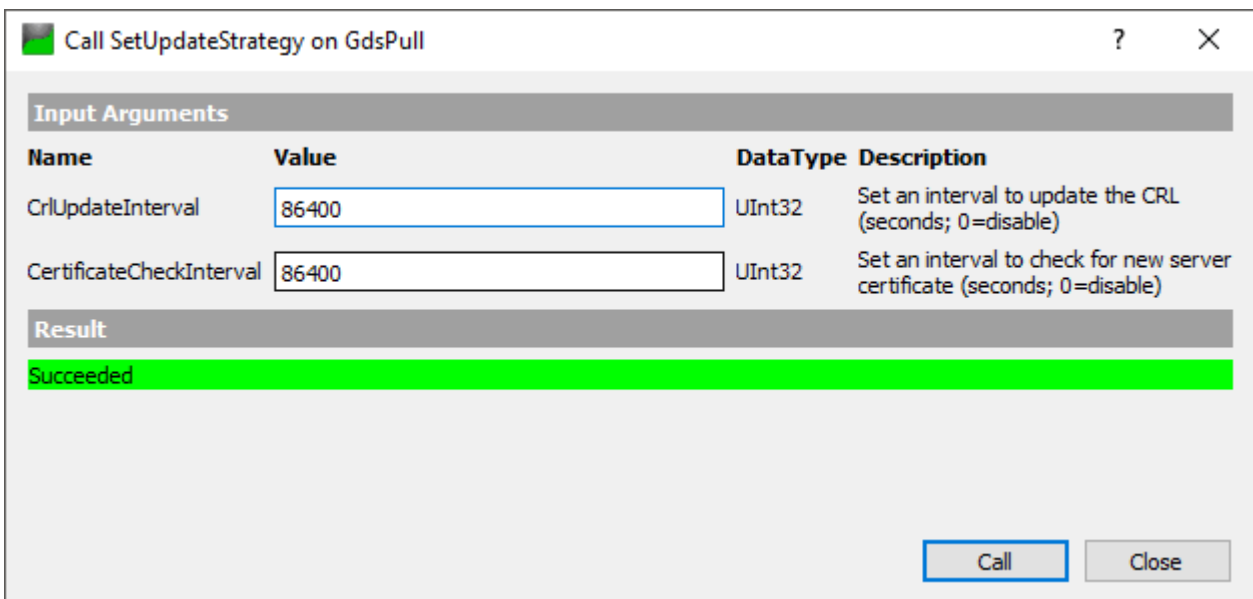 Call SetUpdateStrategy on GdsPull ? X
Input Arguments
Name Value DataType Description
CrlUpdateInterval 86400 UInt32 Set an interval to update the CRL
(seconds; 0=disable)
CertificateCheckInterval 86400 UInt32 Set an interval to check for new server
certificate (seconds; 0=disable)
Result
Succeeded
Call Close